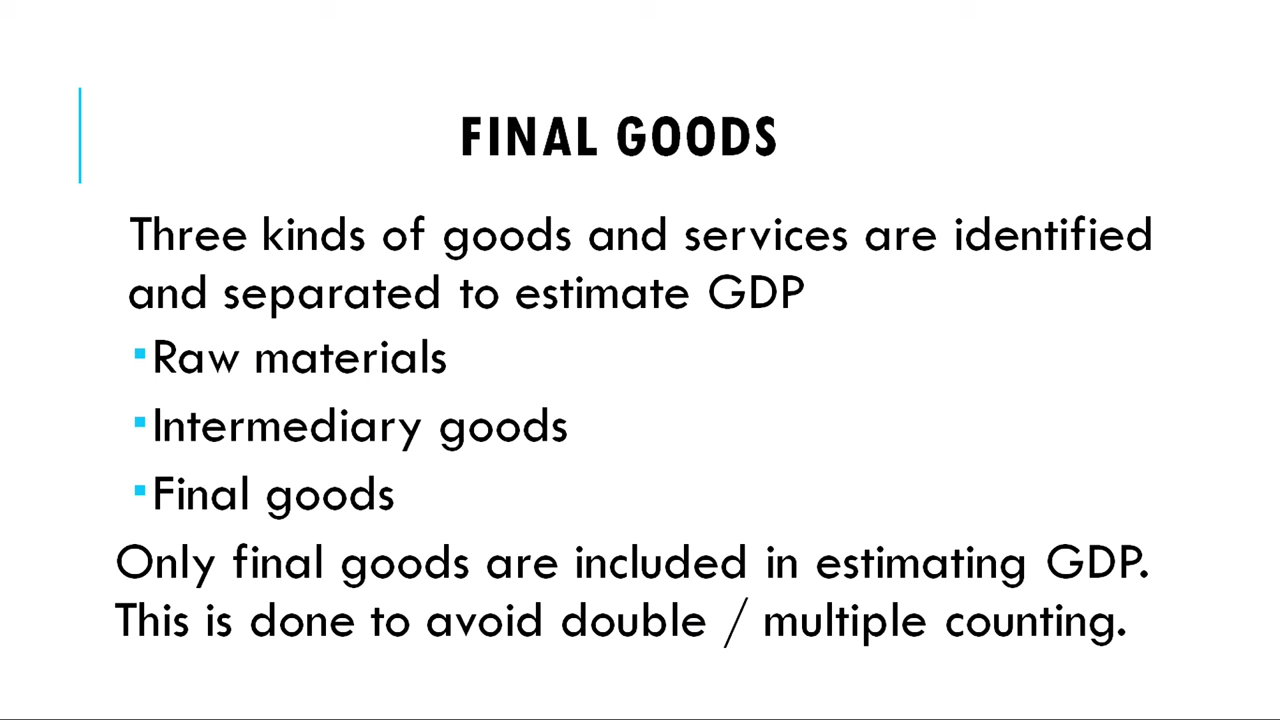 FINAL GOODS
Three kinds of goods and services are identified
and separated to estimate GDP
▪Raw materials
▪Intermediary goods
▪Final goods
Only final goods are included in estimating GDP.
This is done to avoid double / multiple counting.